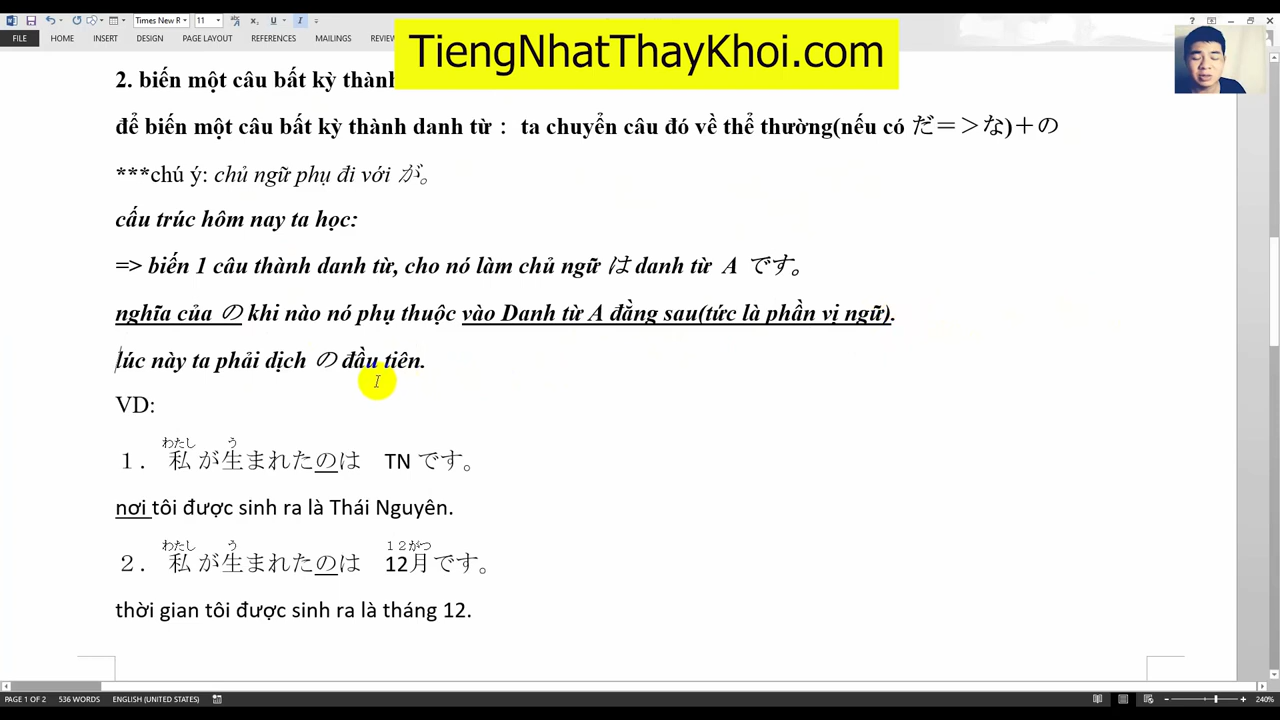 Times New R 11
FILE HOME INSERT DESIGN PAGE LAYOUT REFERENCES MAILINGS
TiengNhatThayKhoi.com
2. biến một câu bất kỳ thành
để biến một câu bất kỳ thành danh từ： ta chuyển câu đó về thể thường(nếu có だ＝＞な)＋の
***chú ý: chủ ngữ phụ đi với が。
cấu trúc hôm nay ta học:
=> biến 1 câu thành danh từ, cho nó làm chủ ngữ は danh từ A です。
nghĩa của の khi nào nó phụ thuộc vào Danh từ A đằng sau(tức là phần vị ngữ).
lúc này ta phải dịch の đầu tiên.
VD:
わたし う
１． 私が生まれたのは TN です。
nơi tôi được sinh ra là Thái Nguyên.
わたし う １２がつ
２． 私が生まれたのは 12月です。
thời gian tôi được sinh ra là tháng 12.
PAGE 1 OF 2 536 WORDS ENGLISH (UNITED STATES) 240%